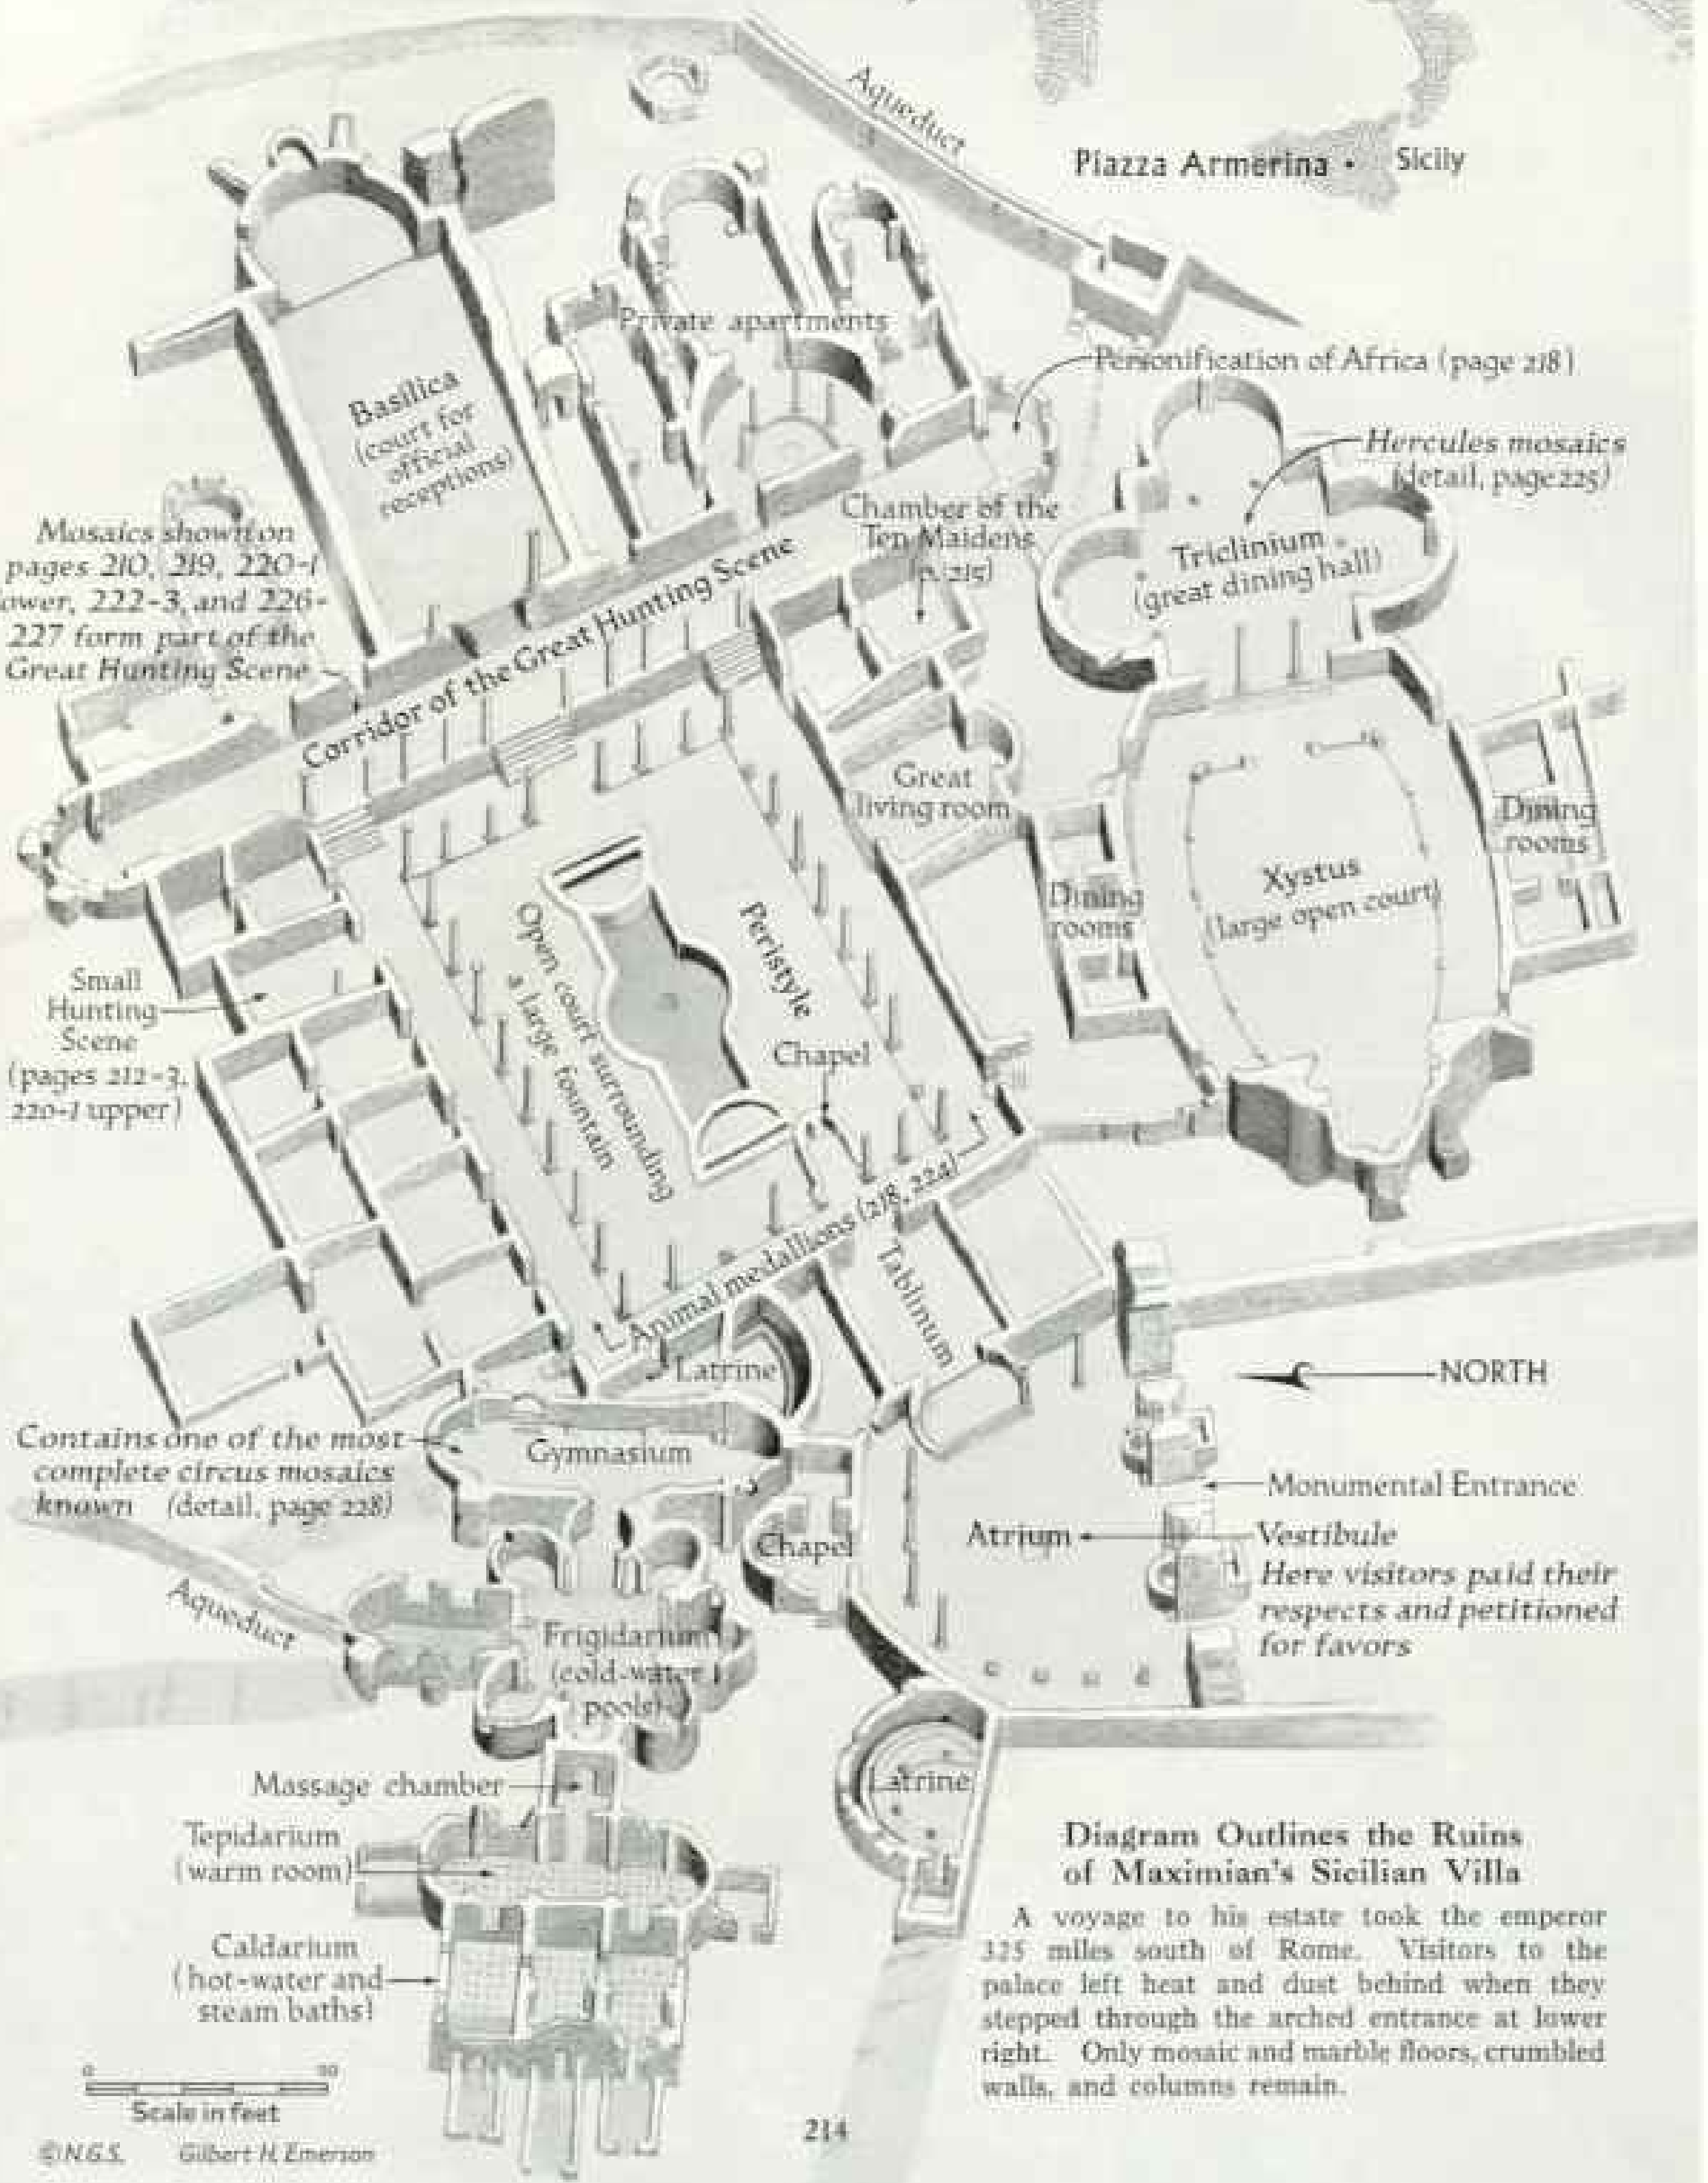 Aqueduct
Piazza Armerina • Sicily
Private apartments
Personification of Africa (page 218)
Basilica
(court for
official
receptions)
Hercules mosaics
(detail, page 225)
Chamber of the
Ten Maidens
(p. 215)
Triclinium
(great dining hall)
Mosaics shown on
pages 210, 219, 220-1
ower, 222-3, and 226-
227 form part of the
Great Hunting Scene
Corridor of the Great Hunting Scene
Great
living room
Dining
rooms
Dining
rooms
Xystus
(large open court)
Peristyle
Open court surrounding
a large fountain
Small
Hunting
Scene
(pages 212-3,
220-1 upper)
Chapel
Animal medallions (218, 224)
Tablinum
Latrine
NORTH
Contains one of the most
complete circus mosaics
known (detail, page 228)
Gymnasium
Monumental Entrance
Chapel
Atrium
Vestibule
Here visitors paid their
respects and petitioned
for favors
Aqueduct
Frigidarium
(cold-water
pools)
Massage chamber
Latrine
Tepidarium
(warm room)
Caldarium
(hot-water and
steam baths)
Diagram Outlines the Ruins
of Maximian's Sicilian Villa
A voyage to his estate took the emperor
325 miles south of Rome. Visitors to the
palace left heat and dust behind when they
stepped through the arched entrance at lower
right. Only mosaic and marble floors, crumbled
walls, and columns remain.
0
Scale in feet
214
©N.G.S. Gilbert H. Emerson